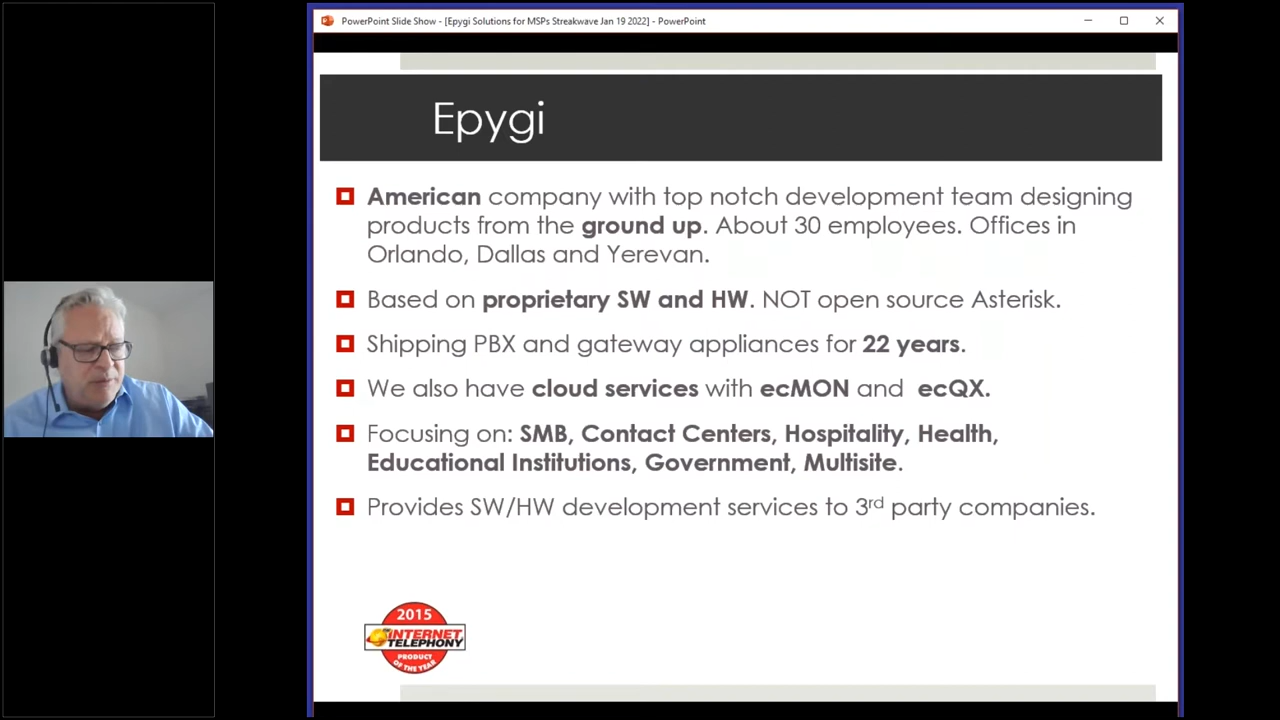 PowerPoint Slide Show - [Epygi Solutions for MSPs Streakwave Jan 19 2022] - PowerPoint
Epygi
American company with top notch development team designing
products from the ground up. About 30 employees. Offices in
Orlando, Dallas and Yerevan.
Based on proprietary SW and HW. NOT open source Asterisk.
Shipping PBX and gateway appliances for 22 years.
We also have cloud services with ecMON and ecQX.
Focusing on: SMB, Contact Centers, Hospitality, Health,
Educational Institutions, Government, Multisite.
Provides SW/HW development services to 3rd party companies.
2015
INTERNET
TELEPHONY
PRODUCT
OF THE YEAR